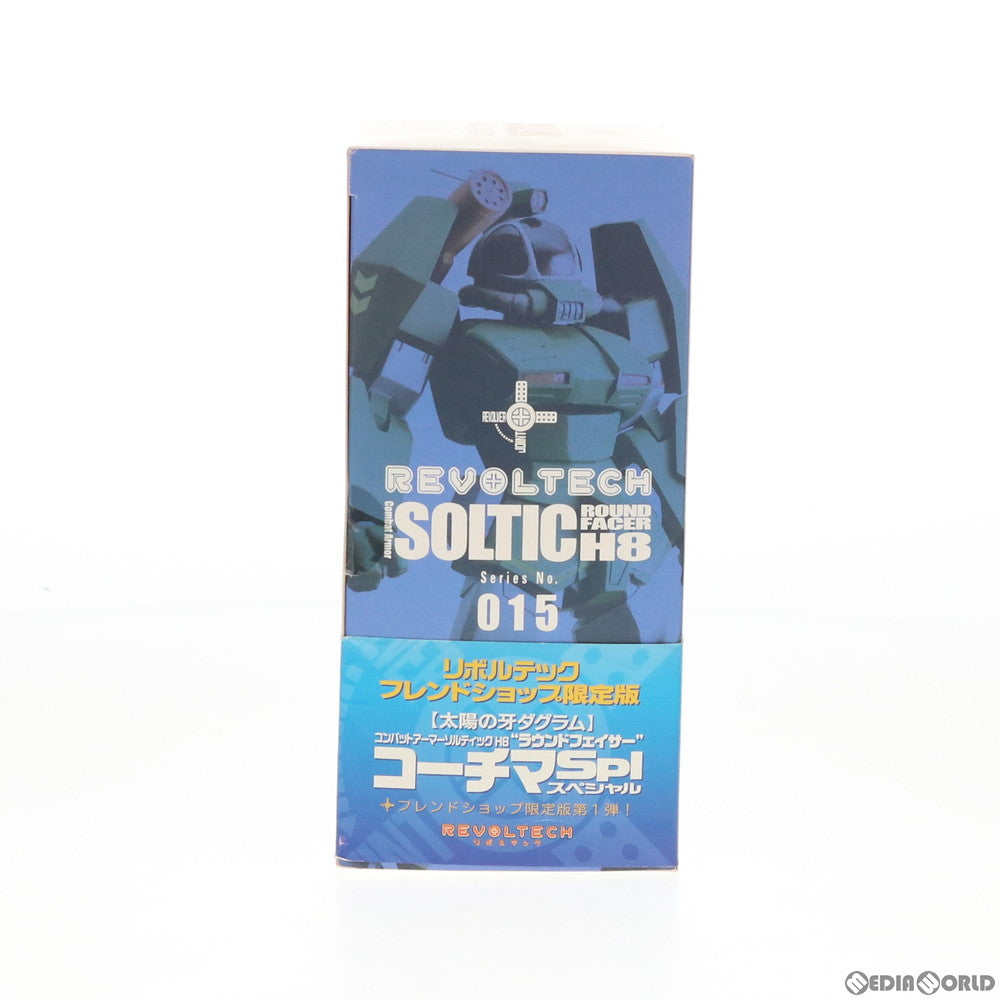 REVOLVER
JOINT
REVOLTECH
Combat Armor
SOLTIC
ROUND
FACER
H8
Series No.
015
リボルテック
フレンドショップ限定版
【太陽の牙ダグラム】
コンバットアーマーソルティックH8 “ラウンドフェイサー”
コーチマSpl
スペシャル
フレンドショップ限定版第1弾!
REVOLTECH
リボルテック
MEDIAWORLD